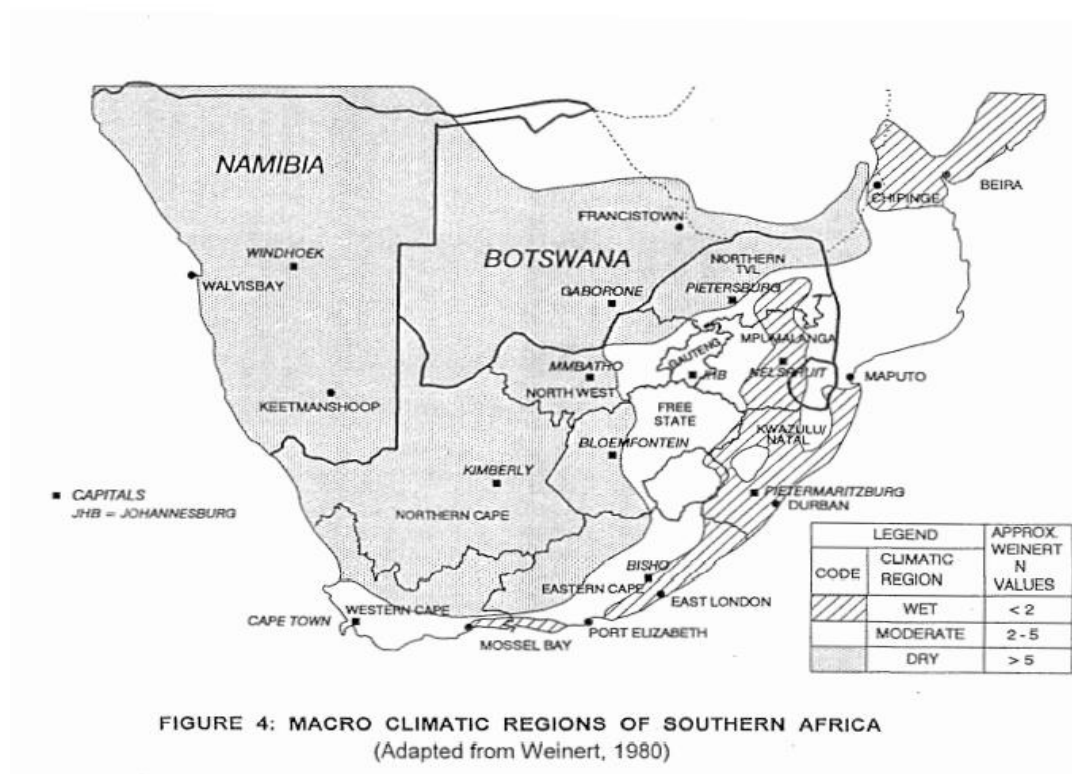 NAMIBIA
BEIRA
CHIPINGE
FRANCISTOWN
BOTSWANA
NORTHERN
TVL
WINDHOEK
WALVISBAY
GABORONE
PIETERSBURG
MPUMALANGA
GAUTENG
MMBATHO
JHB
NELSPRUIT
MAPUTO
NORTH WEST
KEETMANSHOOP
FREE
STATE
KWAZULU/
NATAL
BLOEMFONTEIN
KIMBERLY
CAPITALS
JHB = JOHANNESBURG
PIETERMARITZBURG
DURBAN
NORTHERN CAPE
BISHO
EASTERN CAPE
EAST LONDON
WESTERN CAPE
CAPE TOWN
PORT ELIZABETH
MOSSEL BAY
LEGEND
APPROX.
WEINERT
N
VALUES
CODE
CLIMATIC
REGION
WET
< 2
MODERATE
2 - 5
DRY
> 5
FIGURE 4: MACRO CLIMATIC REGIONS OF SOUTHERN AFRICA
(Adapted from Weinert, 1980)